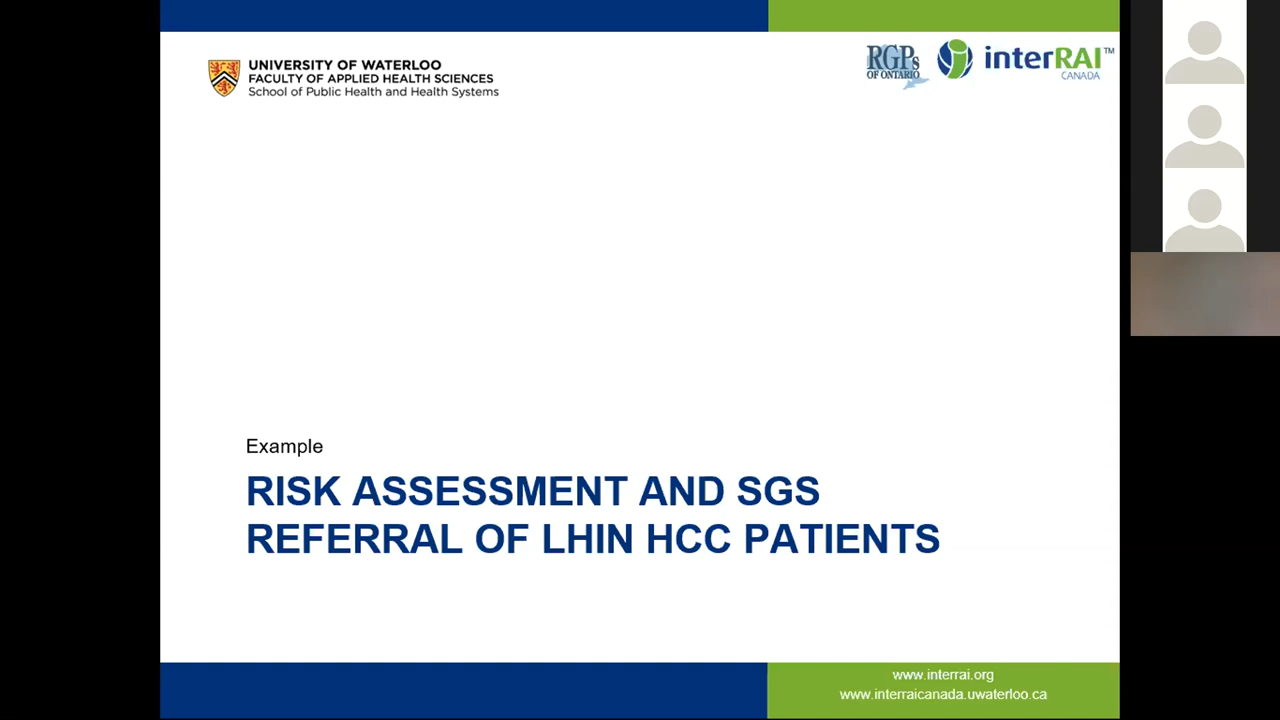 UNIVERSITY OF WATERLOO
FACULTY OF APPLIED HEALTH SCIENCES
School of Public Health and Health Systems
RGPs
OF ONTARIO
interRAI™
CANADA
Example
RISK ASSESSMENT AND SGS
REFERRAL OF LHIN HCC PATIENTS
www.interrai.org
www.interraicanada.uwaterloo.ca